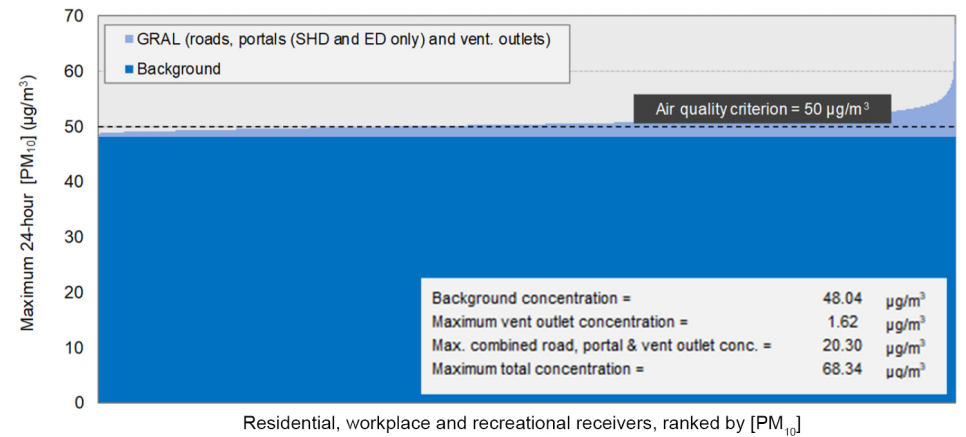 70
GRAL (roads, portals (SHD and ED only) and vent. outlets)
Background
60
Air quality criterion = 50 µg/m³
50
40
30
20
10
0
Maximum 24-hour [PM₁₀] (µg/m³)
Background concentration = 48.04 µg/m³
Maximum vent outlet concentration = 1.62 µg/m³
Max. combined road, portal & vent outlet conc. = 20.30 µg/m³
Maximum total concentration = 68.34 µg/m³
Residential, workplace and recreational receivers, ranked by [PM₁₀]